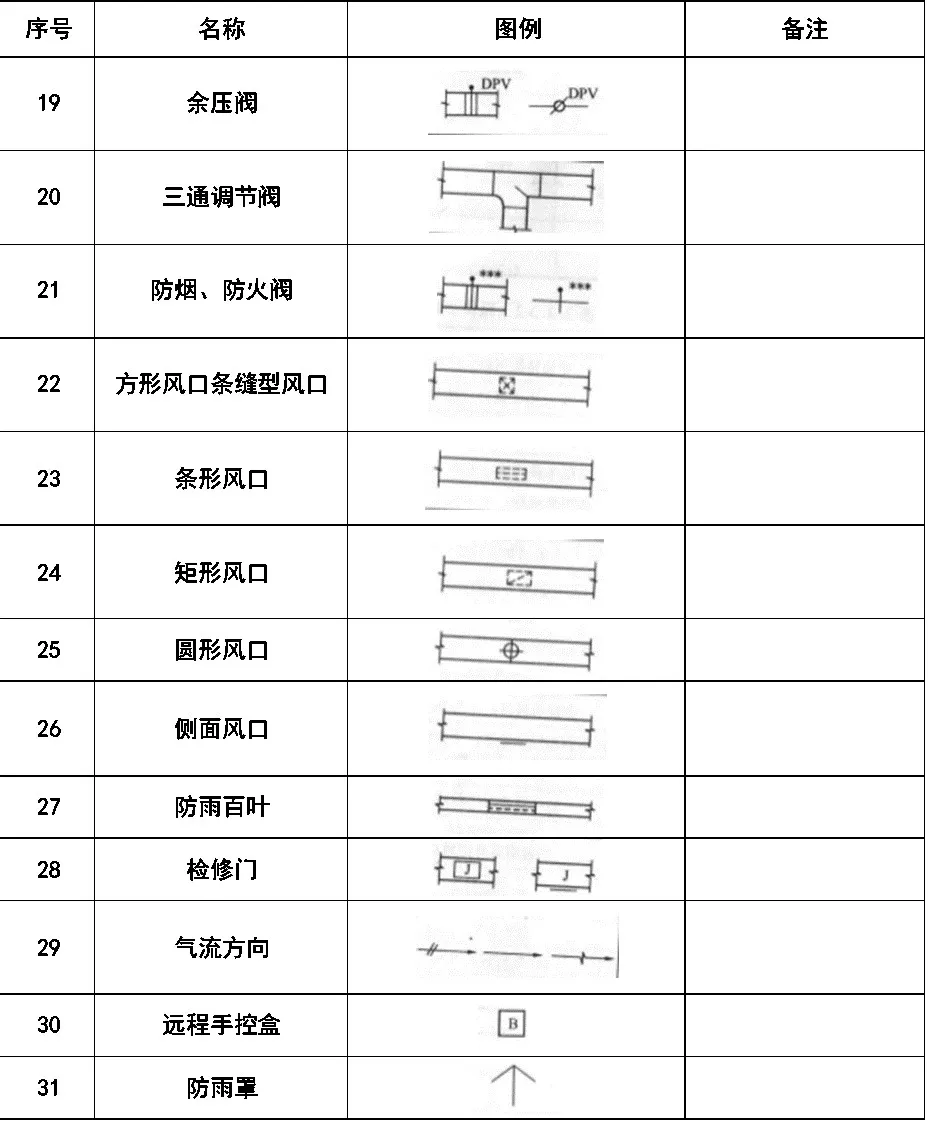 序号 名称 图例 备注
19 余压阀 DPV DPV
20 三通调节阀
21 防烟、防火阀 *** ***
22 方形风口条缝型风口
23 条形风口
24 矩形风口
25 圆形风口
26 侧面风口
27 防雨百叶
28 检修门 J J
29 气流方向
30 远程手控盒 B
31 防雨罩